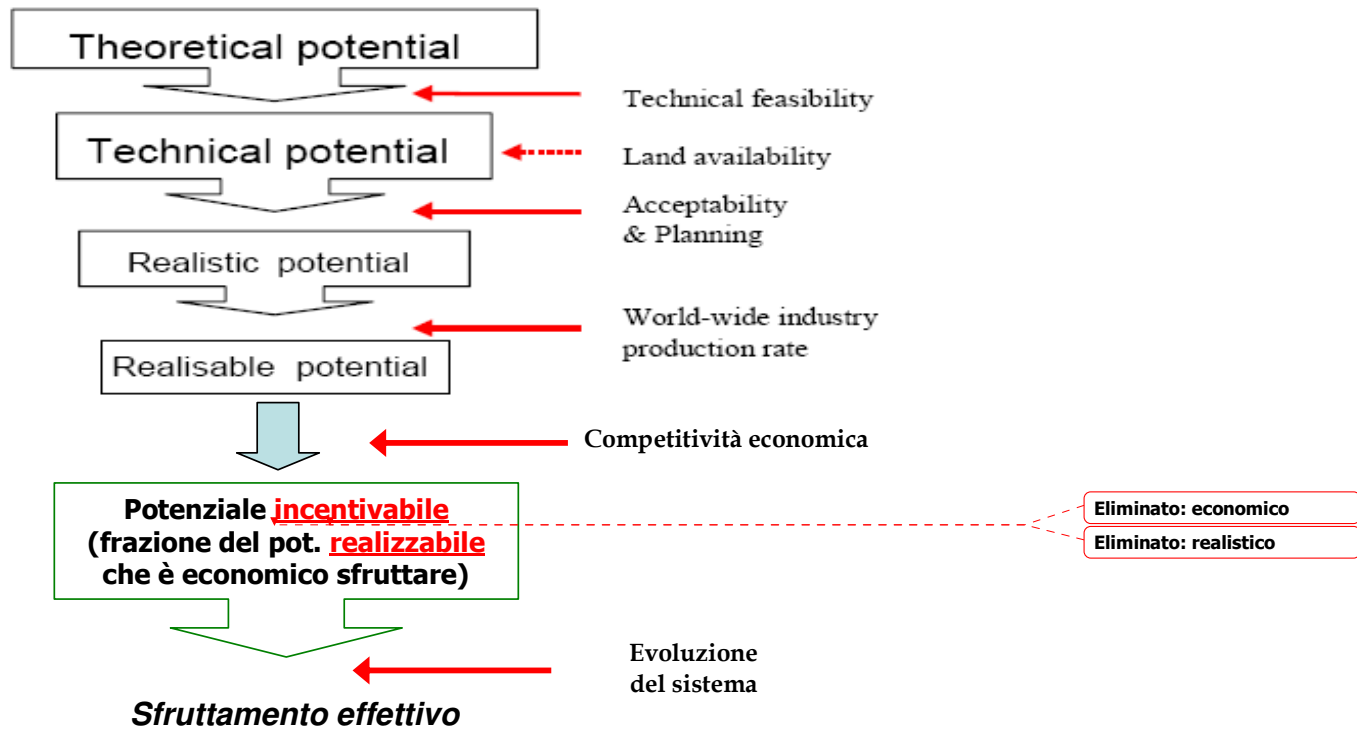 Theoretical potential
Technical feasibility
Technical potential
Land availability
Acceptability
& Planning
Realistic potential
World-wide industry
production rate
Realisable potential
Competitività economica
Potenziale incentivabile
(frazione del pot. realizzabile
che è economico sfruttare)
Eliminato: economico
Eliminato: realistico
Evoluzione
del sistema
Sfruttamento effettivo